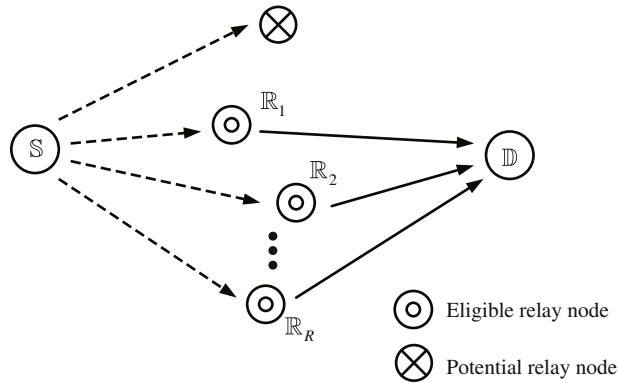 ℝ1
𝕊
𝔻
ℝ2
ℝR
Eligible relay node
Potential relay node